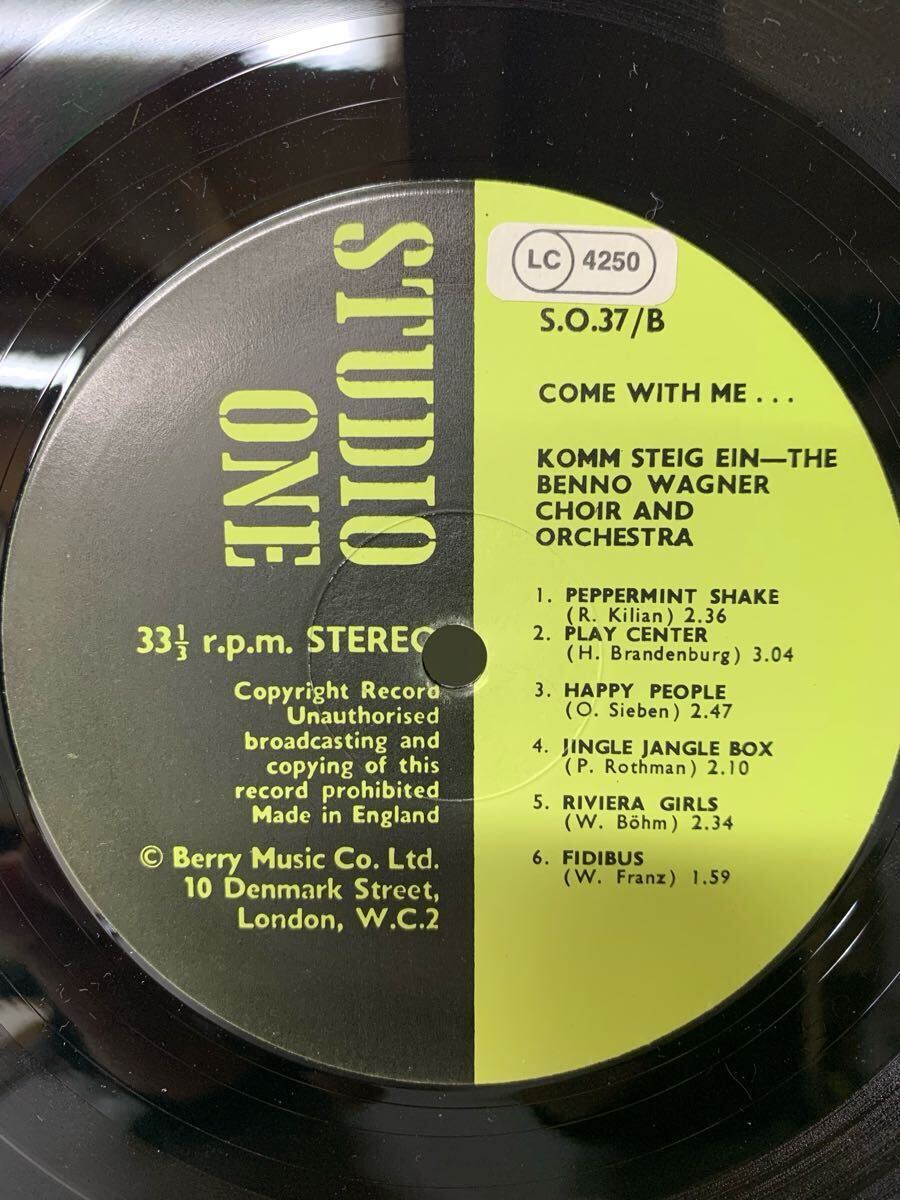 STUDIO
ONE
33⅓ r.p.m. STEREO
Copyright Record
Unauthorised
broadcasting and
copying of this
record prohibited
Made in England
© Berry Music Co. Ltd.
10 Denmark Street,
London, W.C.2
LC 4250
S.O.37/B
COME WITH ME...
KOMM STEIG EIN—THE
BENNO WAGNER
CHOIR AND
ORCHESTRA
1. PEPPERMINT SHAKE
(R. Kilian) 2.36
2. PLAY CENTER
(H. Brandenburg) 3.04
3. HAPPY PEOPLE
(O. Sieben) 2.47
4. JINGLE JANGLE BOX
(P. Rothman) 2.10
5. RIVIERA GIRLS
(W. Böhm) 2.34
6. FIDIBUS
(W. Franz) 1.59